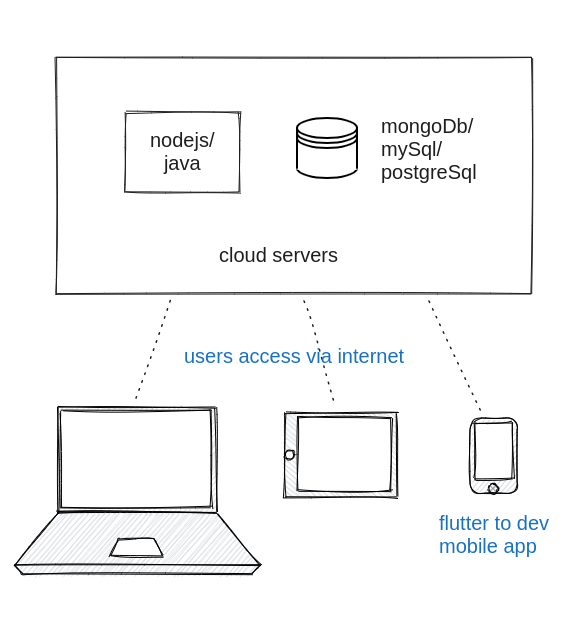 nodejs/
java
mongoDb/
mySql/
postgreSql
cloud servers
users access via internet
flutter to dev
mobile app